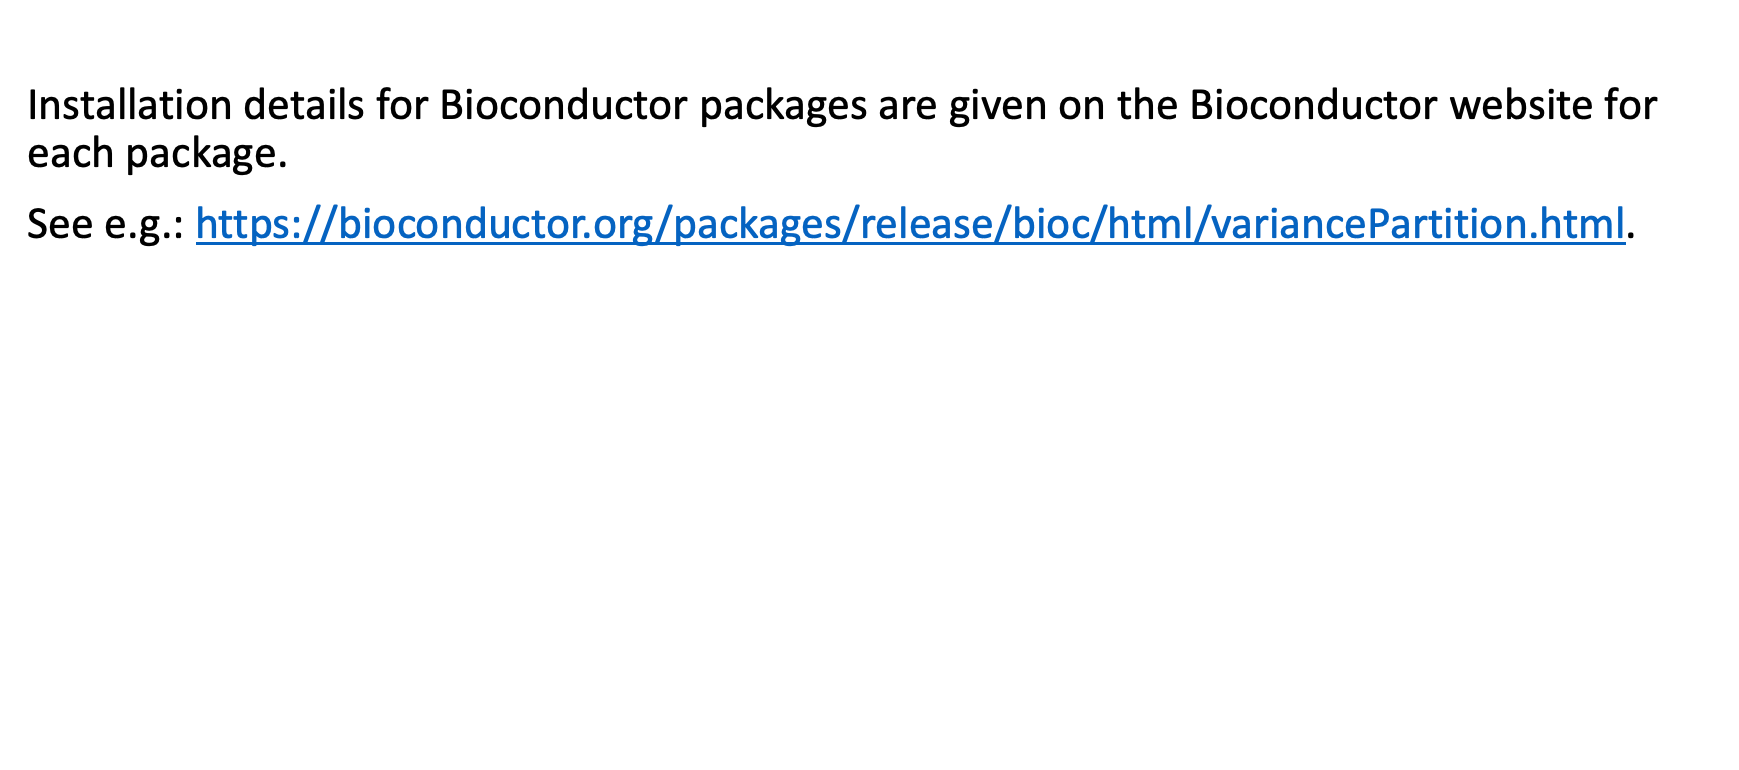 Installation details for Bioconductor packages are given on the Bioconductor website for
each package.
See e.g.: https://bioconductor.org/packages/release/bioc/html/variancePartition.html.